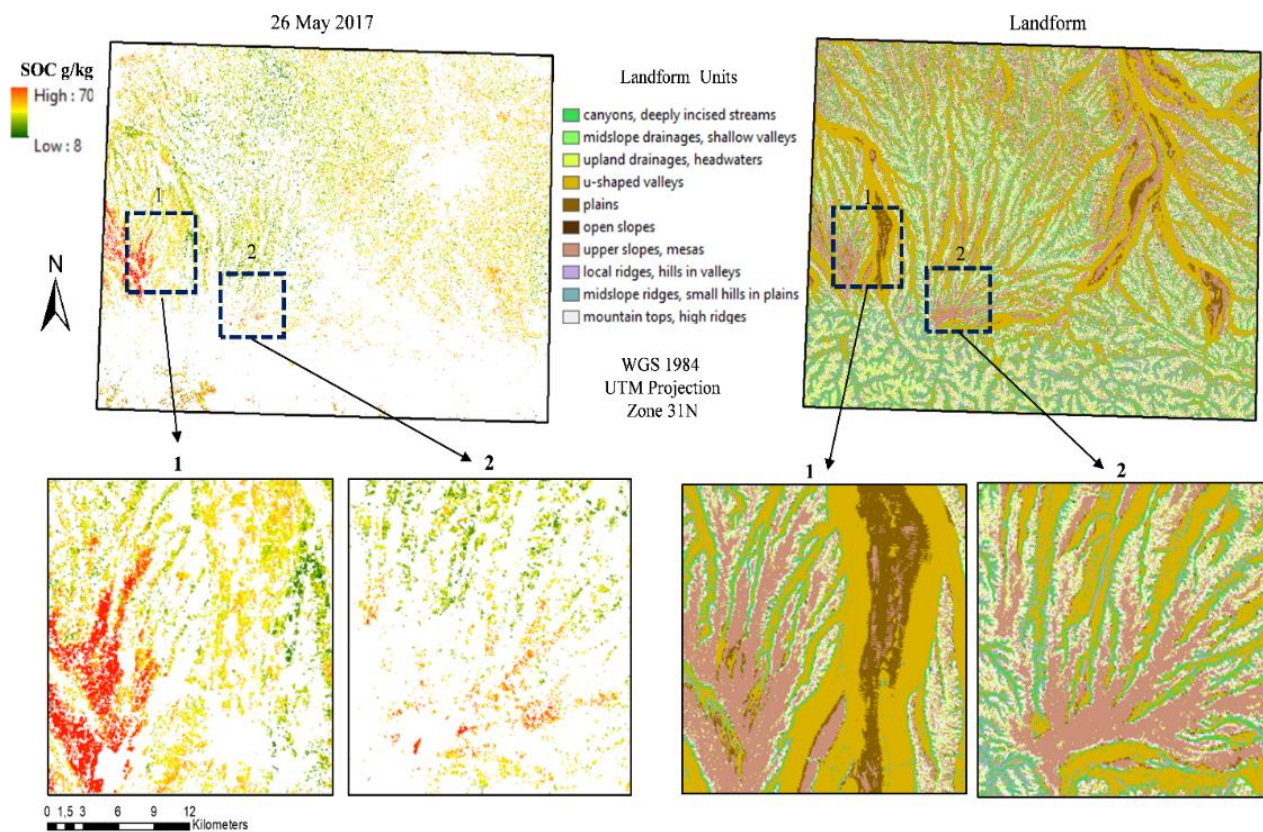 26 May 2017
Landform
SOC g/kg
High : 70
Low : 8
Landform Units
canyons, deeply incised streams
midslope drainages, shallow valleys
upland drainages, headwaters
u-shaped valleys
plains
open slopes
upper slopes, mesas
local ridges, hills in valleys
midslope ridges, small hills in plains
mountain tops, high ridges
1
2
1
2
N
WGS 1984
UTM Projection
Zone 31N
1
2
1
2
0 1,5 3 6 9 12
Kilometers